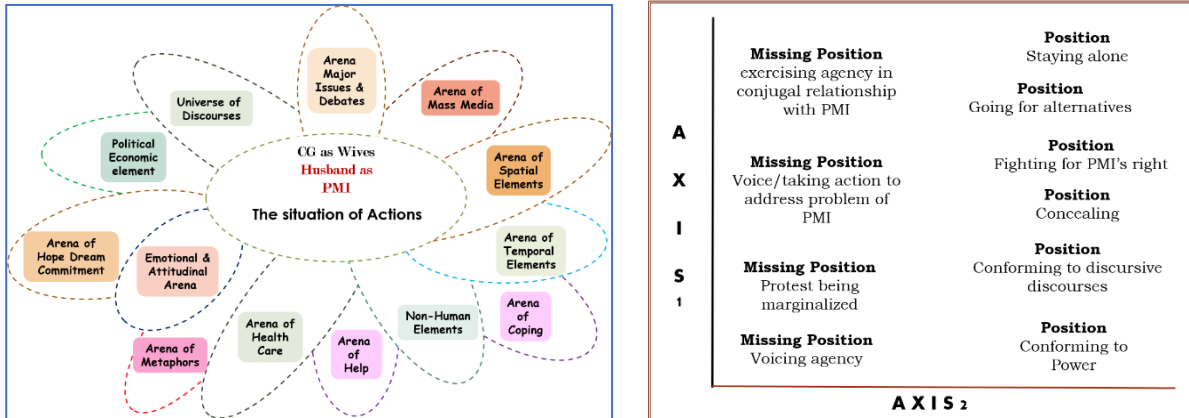 Arena
Major
Issues &
Debates
Arena of
Mass Media
Universe of
Discourses
Political
Economic
element
CG as Wives
Husband as
PMI
The situation of Actions
Arena of
Spatial
Elements
Arena of
Temporal
Elements
Arena of
Hope Dream
Commitment
Emotional &
Attitudinal
Arena
Arena
of
Coping
Non-Human
Elements
Arena of
Health
Care
Arena
of
Help
Arena of
Metaphors
A
X
I
S
1
Missing Position
exercising agency in
conjugal relationship
with PMI
Missing Position
Voice/taking action to
address problem of
PMI
Missing Position
Protest being
marginalized
Missing Position
Voicing agency
Position
Staying alone
Position
Going for alternatives
Position
Fighting for PMI's right
Position
Concealing
Position
Conforming to discursive
discourses
Position
Conforming to
Power
A X I S 2